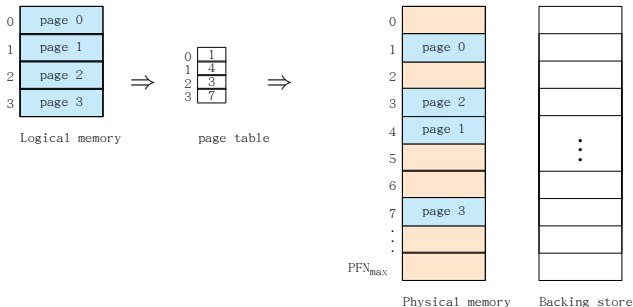 0 page 0
1 page 1
2 page 2
3 page 3
Logical memory
⇒
0 1
1 4
2 3
3 7
page table
⇒
0
1 page 0
2
3 page 2
4 page 1
5
6
7 page 3
⋮
PFNmax
Physical memory
⋮
Backing store